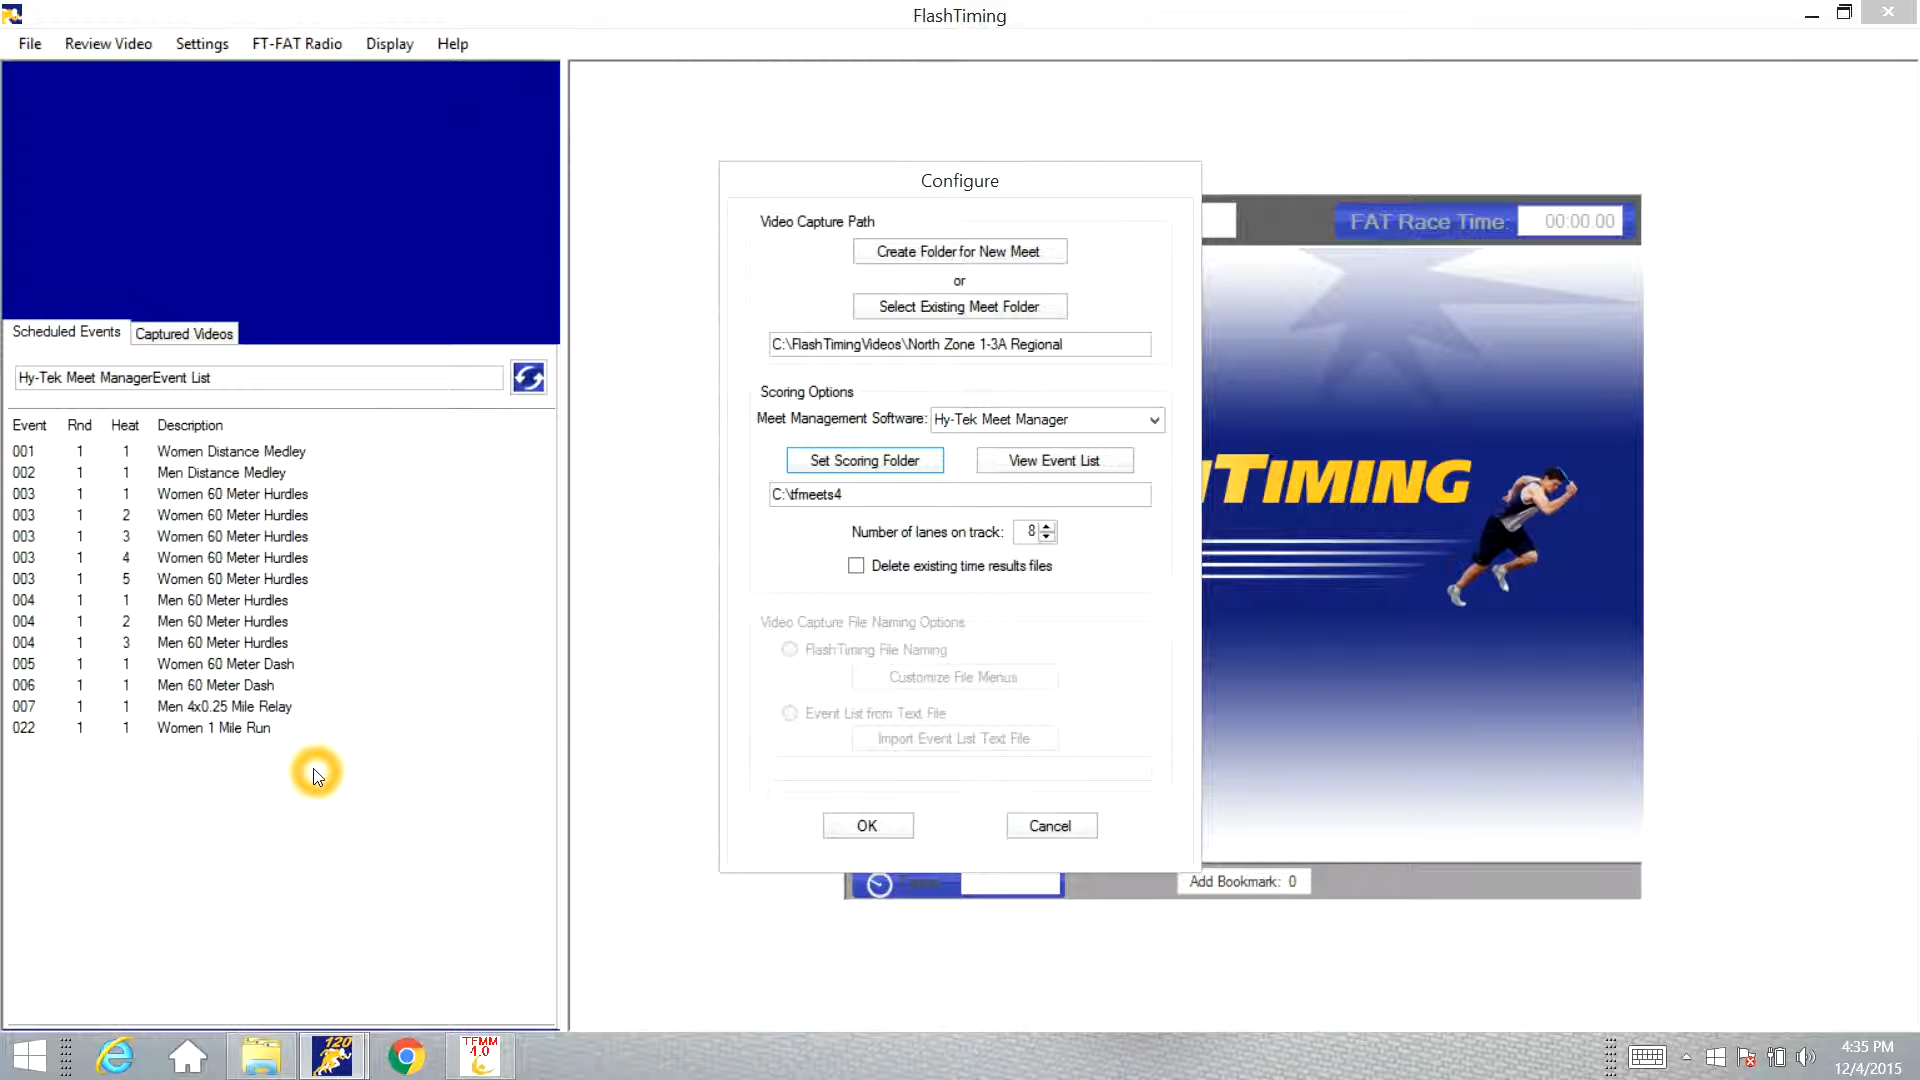 FlashTiming
File Review Video Settings FT-FAT Radio Display Help
Scheduled Events Captured Videos
Hy-Tek Meet ManagerEvent List
Event Rnd Heat Description
001 1 1 Women Distance Medley
002 1 1 Men Distance Medley
003 1 1 Women 60 Meter Hurdles
003 1 2 Women 60 Meter Hurdles
003 1 3 Women 60 Meter Hurdles
003 1 4 Women 60 Meter Hurdles
003 1 5 Women 60 Meter Hurdles
004 1 1 Men 60 Meter Hurdles
004 1 2 Men 60 Meter Hurdles
004 1 3 Men 60 Meter Hurdles
005 1 1 Women 60 Meter Dash
006 1 1 Men 60 Meter Dash
007 1 1 Men 4x0.25 Mile Relay
022 1 1 Women 1 Mile Run
Configure
Video Capture Path
Create Folder for New Meet
or
Select Existing Meet Folder
C:\FlashTimingVideos\North Zone 1-3A Regional
Scoring Options
Meet Management Software: Hy-Tek Meet Manager
Set Scoring Folder View Event List
C:\tfmeets4
Number of lanes on track: 8
Delete existing time results files
Video Capture File Naming Options
FlashTiming File Naming
Customize File Menus
Event List from Text File
Import Event List Text File
OK Cancel
FAT Race Time: 00:00.00
TIMING
Add Bookmark: 0
120
TFMM
4.0
4:35 PM
12/4/2015